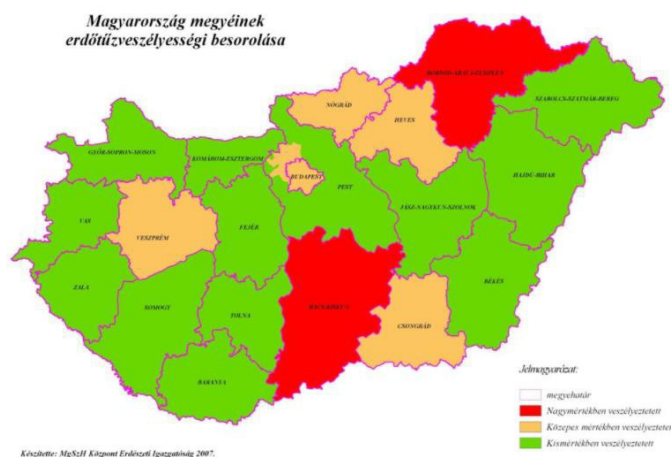 Magyarország megyéinek
erdőtűzveszélyességi besorolása
BORSOD-ABAÚJ-ZEMPLÉN
NÓGRÁD
SZABOLCS-SZATMÁR-BEREG
HEVES
GYŐR-SOPRON-MOSON
KOMÁROM-ESZTERGOM
BUDAPEST
PEST
HAJDÚ-BIHAR
JÁSZ-NAGYKUN-SZOLNOK
VAS
VESZPRÉM
FEJÉR
ZALA
SOMOGY
TOLNA
BÁCS-KISKUN
BÉKÉS
CSONGRÁD
BARANYA
Jelmagyarázat:
megyehatár
Nagymértékben veszélyeztetett
Közepes mértékben veszélyeztetett
Kismértékben veszélyeztetett
Készítette: MgSzH Központ Erdészeti Igazgatóság 2007.